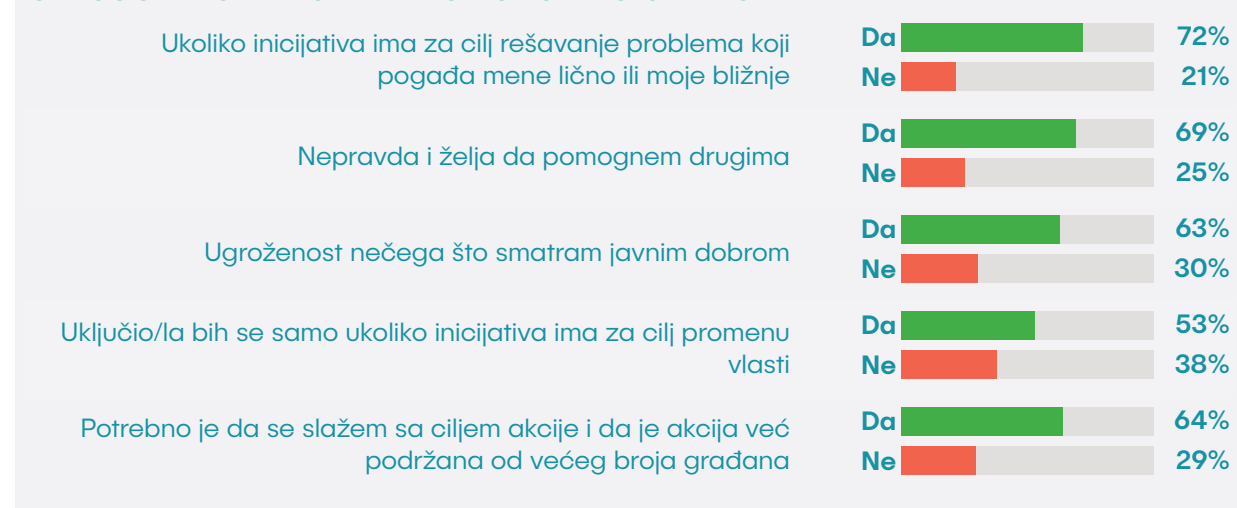 Ukoliko inicijativa ima za cilj rešavanje problema koji
pogađa mene lično ili moje bližnje
Da 72%
Ne 21%
Nepravda i želja da pomognem drugima
Da 69%
Ne 25%
Ugroženost nečega što smatram javnim dobrom
Da 63%
Ne 30%
Uključio/la bih se samo ukoliko inicijativa ima za cilj promenu
vlasti
Da 53%
Ne 38%
Potrebno je da se slažem sa ciljem akcije i da je akcija već
podržana od većeg broja građana
Da 64%
Ne 29%